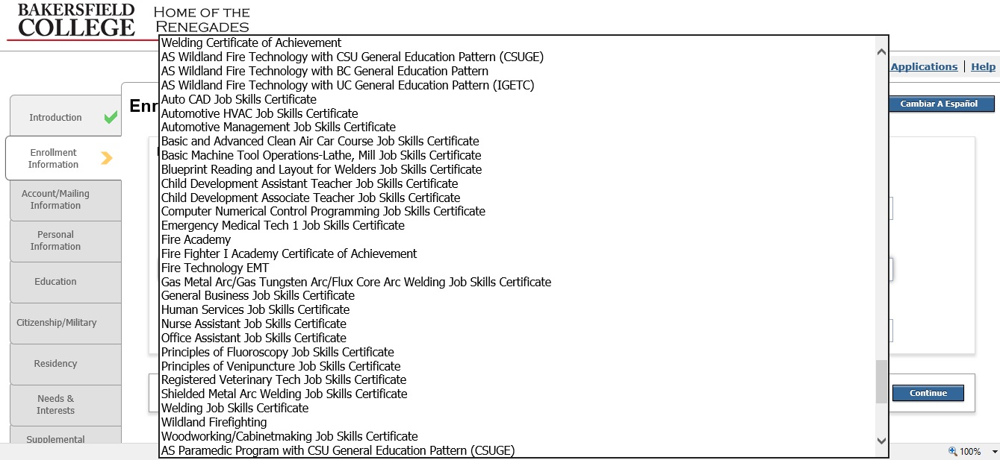 BAKERSFIELD
COLLEGE
HOME OF THE
RENEGADES
Applications | Help
Cambiar A Español
Introduction
Enrollment
Information
Account/Mailing
Information
Personal
Information
Education
Citizenship/Military
Residency
Needs &
Interests
Supplemental
Enr
Welding Certificate of Achievement
AS Wildland Fire Technology with CSU General Education Pattern (CSUGE)
AS Wildland Fire Technology with BC General Education Pattern
AS Wildland Fire Technology with UC General Education Pattern (IGETC)
Auto CAD Job Skills Certificate
Automotive HVAC Job Skills Certificate
Automotive Management Job Skills Certificate
Basic and Advanced Clean Air Car Course Job Skills Certificate
Basic Machine Tool Operations-Lathe, Mill Job Skills Certificate
Blueprint Reading and Layout for Welders Job Skills Certificate
Child Development Assistant Teacher Job Skills Certificate
Child Development Associate Teacher Job Skills Certificate
Computer Numerical Control Programming Job Skills Certificate
Emergency Medical Tech 1 Job Skills Certificate
Fire Academy
Fire Fighter I Academy Certificate of Achievement
Fire Technology EMT
Gas Metal Arc/Gas Tungsten Arc/Flux Core Arc Welding Job Skills Certificate
General Business Job Skills Certificate
Human Services Job Skills Certificate
Nurse Assistant Job Skills Certificate
Office Assistant Job Skills Certificate
Principles of Fluoroscopy Job Skills Certificate
Principles of Venipuncture Job Skills Certificate
Registered Veterinary Tech Job Skills Certificate
Shielded Metal Arc Welding Job Skills Certificate
Welding Job Skills Certificate
Wildland Firefighting
Woodworking/Cabinetmaking Job Skills Certificate
AS Paramedic Program with CSU General Education Pattern (CSUGE)
Continue
100%